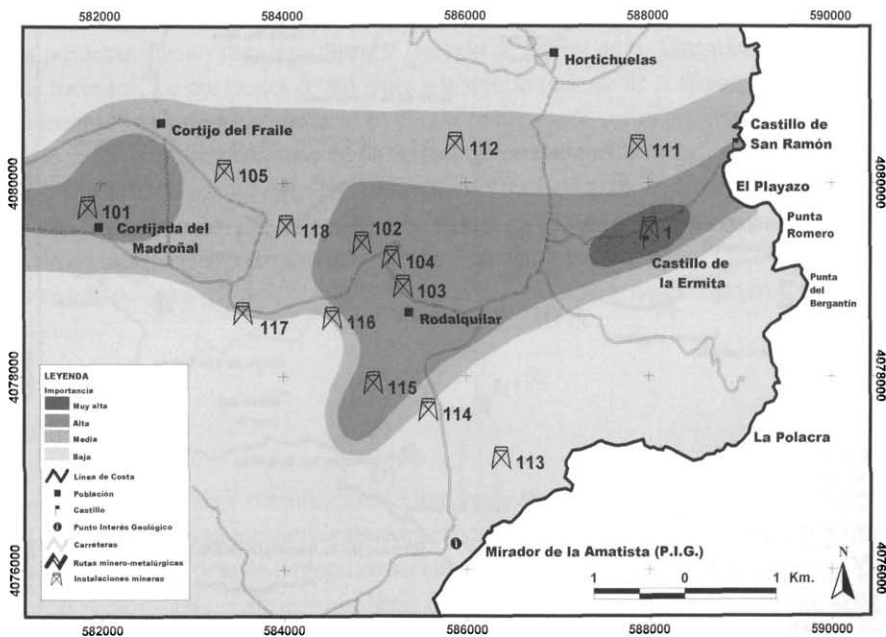 582000
584000
586000
588000
590000
Hortichuelas
Cortijo del Fraile
Castillo de
San Ramón
112
111
105
4080000
4080000
El Playazo
101
Cortijada del
Madroñal
118
102
104
103
1
Punta
Romero
Castillo de
la Ermita
Punta
del
Bergantín
117
116
Rodalquilar
4078000
4078000
115
114
113
La Polacra
LEYENDA
Importancia
Muy alta
Alta
Media
Baja
Línea de Costa
Población
Castillo
Punto Interés Geológico
Carreteras
Rutas minero-metalúrgicas
Instalaciones mineras
Mirador de la Amatista (P.I.G.)
4076000
4076000
1
0
1
Km.
N
582000
584000
586000
588000
590000